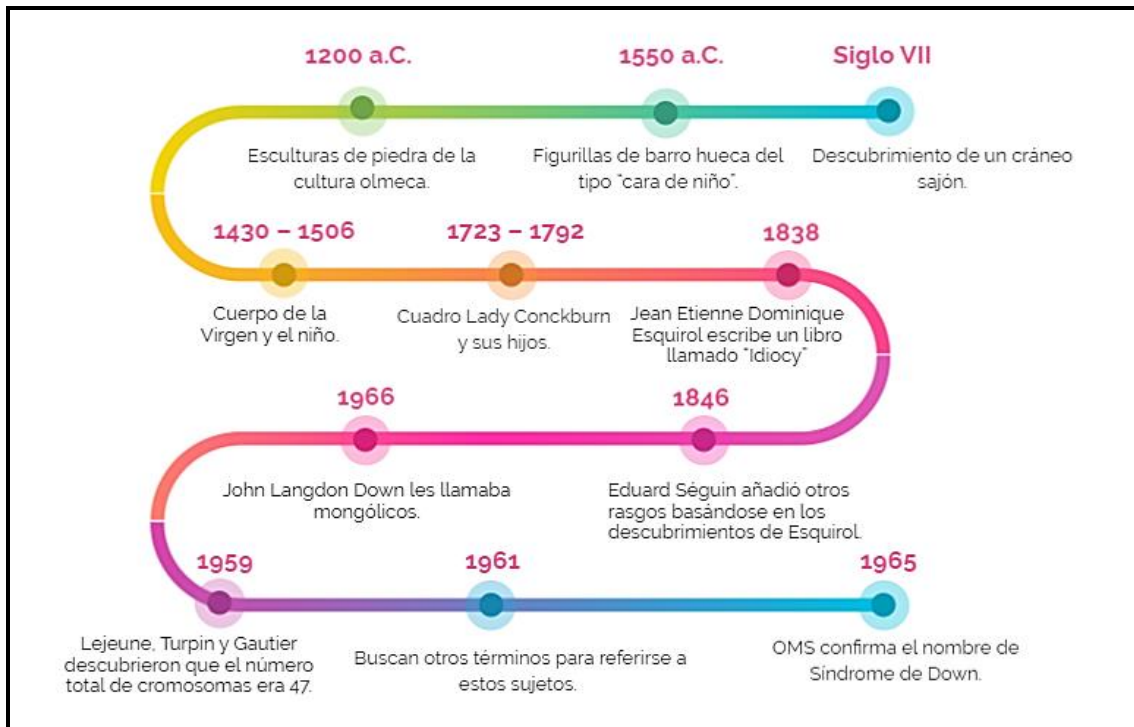 1200 a.C.
1550 a.C.
Siglo VII
Esculturas de piedra de la
cultura olmeca.
Figurillas de barro hueca del
tipo “cara de niño”.
Descubrimiento de un cráneo
sajón.
1430 – 1506
1723 – 1792
1838
Cuerpo de la
Virgen y el niño.
Cuadro Lady Conckburn
y sus hijos.
Jean Etienne Dominique
Esquirol escribe un libro
llamado “Idiocy”
1966
1846
John Langdon Down les llamaba
mongólicos.
Eduard Séguin añadió otros
rasgos basándose en los
descubrimientos de Esquirol.
1959
1961
1965
Lejeune, Turpin y Gautier
descubrieron que el número
total de cromosomas era 47.
Buscan otros términos para referirse a
estos sujetos.
OMS confirma el nombre de
Síndrome de Down.